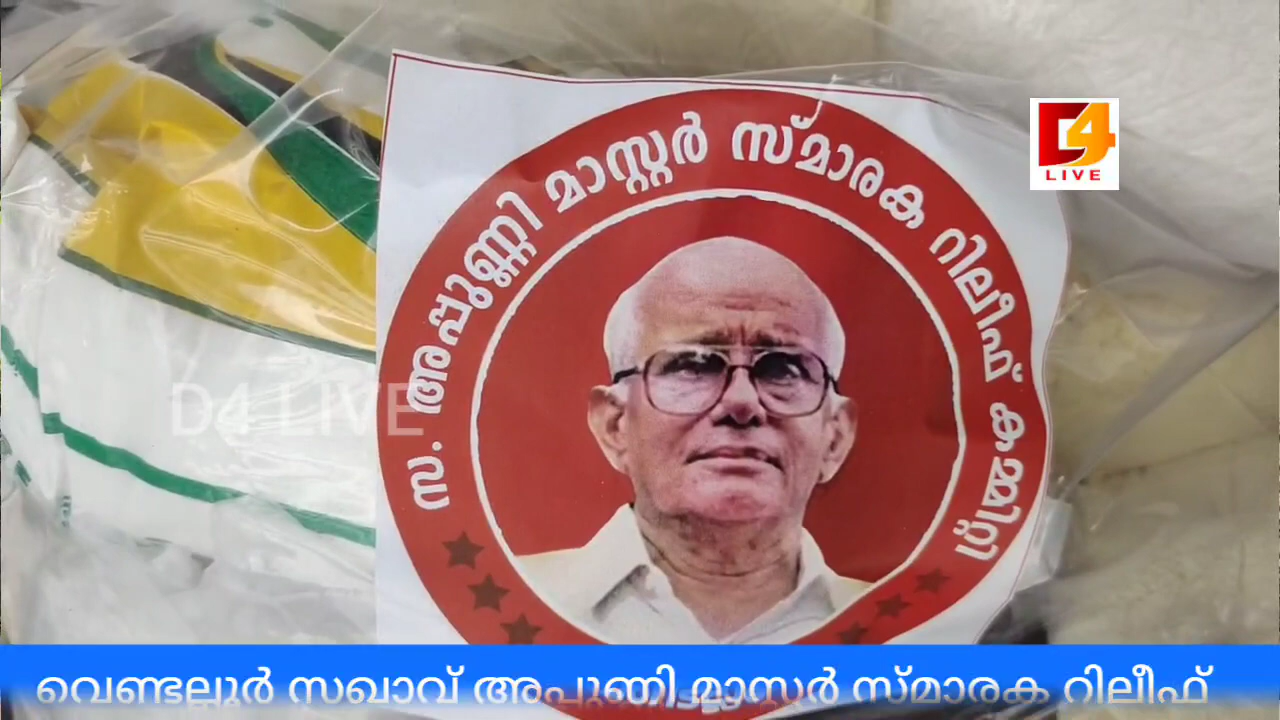 സ. അപ്പുണ്ണി മാസ്റ്റർ സ്മാരക റിലീഫ് കമ്മിറ്റി
D4
LIVE
D4 LIVE
വെണ്ടല്ലൂർ സഖാവ് അപ്പുണ്ണി മാസ്റ്റർ സ്മാരക റിലീഫ്